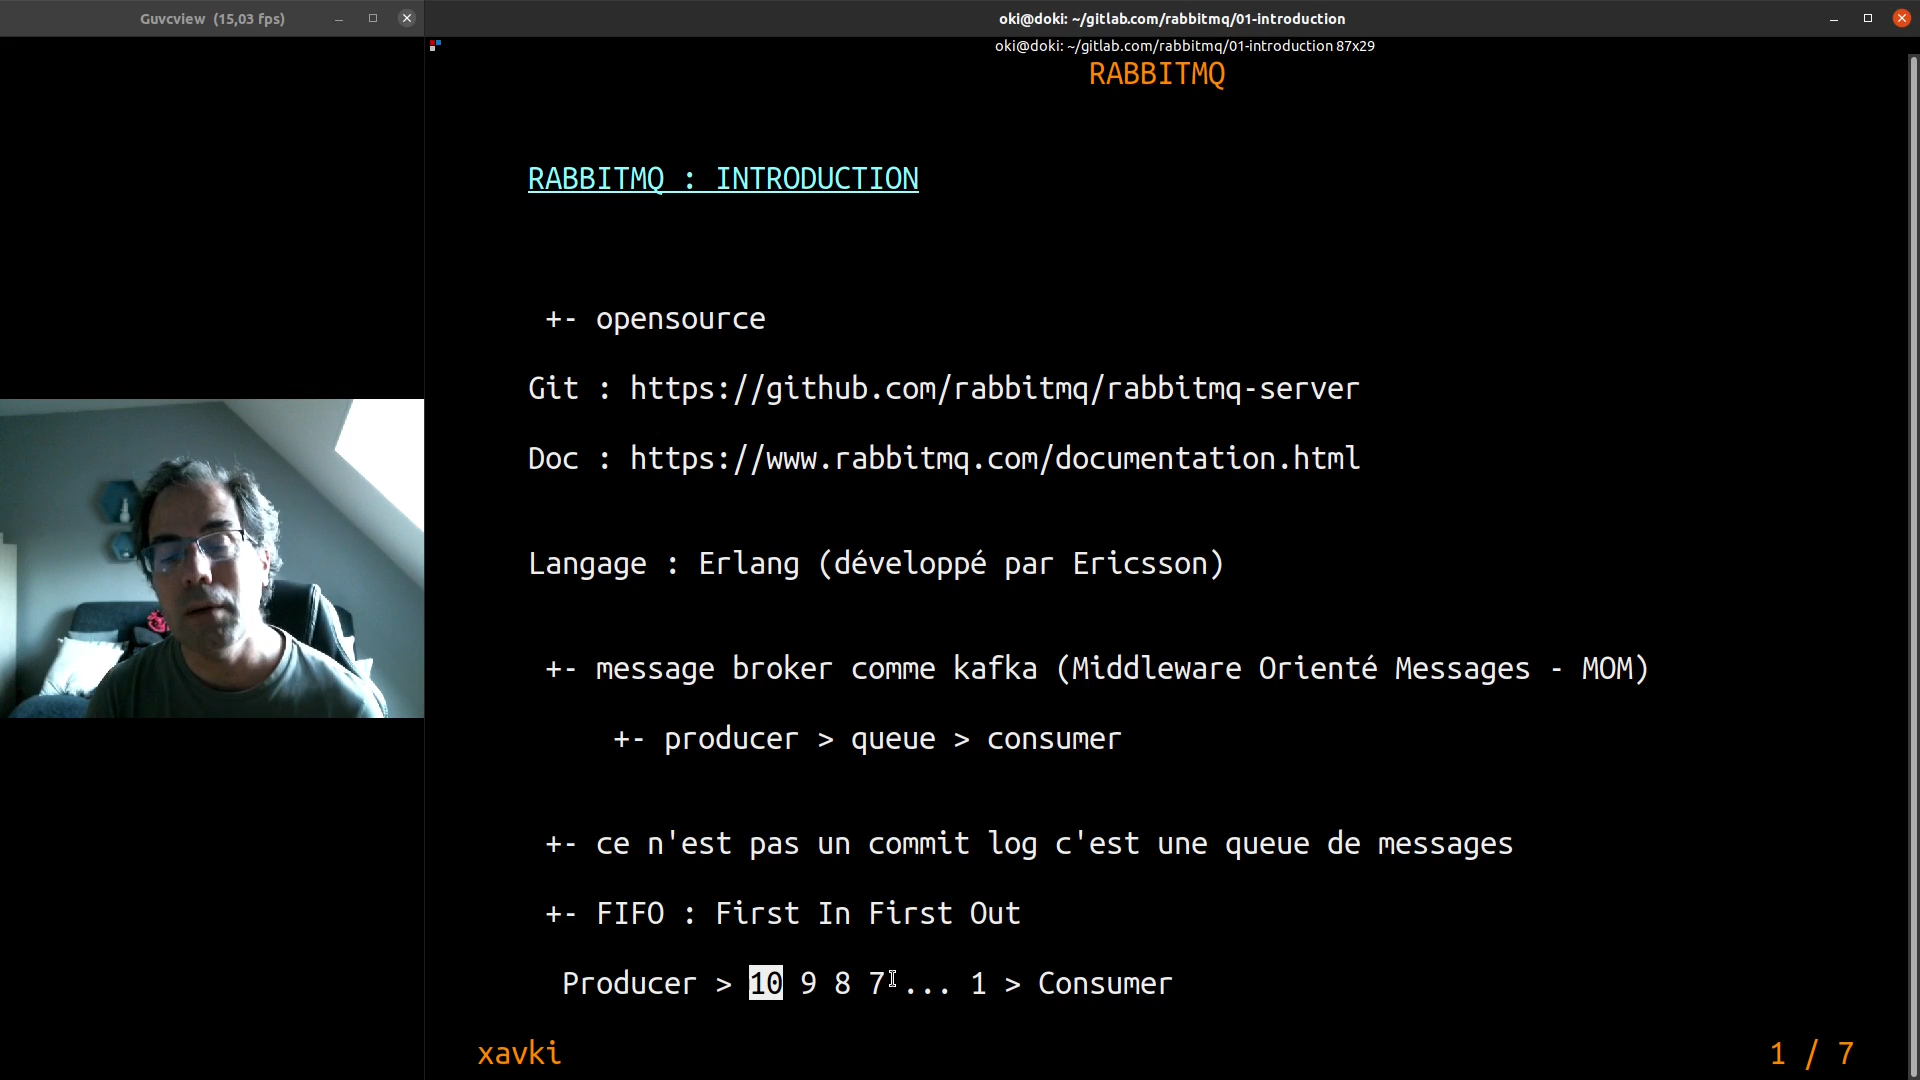 Guvcview (15,03 fps)
oki@doki: ~/gitlab.com/rabbitmq/01-introduction
oki@doki: ~/gitlab.com/rabbitmq/01-introduction 87x29
RABBITMQ
RABBITMQ : INTRODUCTION
+- opensource
Git : https://github.com/rabbitmq/rabbitmq-server
Doc : https://www.rabbitmq.com/documentation.html
Langage : Erlang (développé par Ericsson)
+- message broker comme kafka (Middleware Orienté Messages - MOM)
+- producer > queue > consumer
+- ce n'est pas un commit log c'est une queue de messages
+- FIFO : First In First Out
Producer > 10 9 8 7 ... 1 > Consumer
xavki
1 / 7